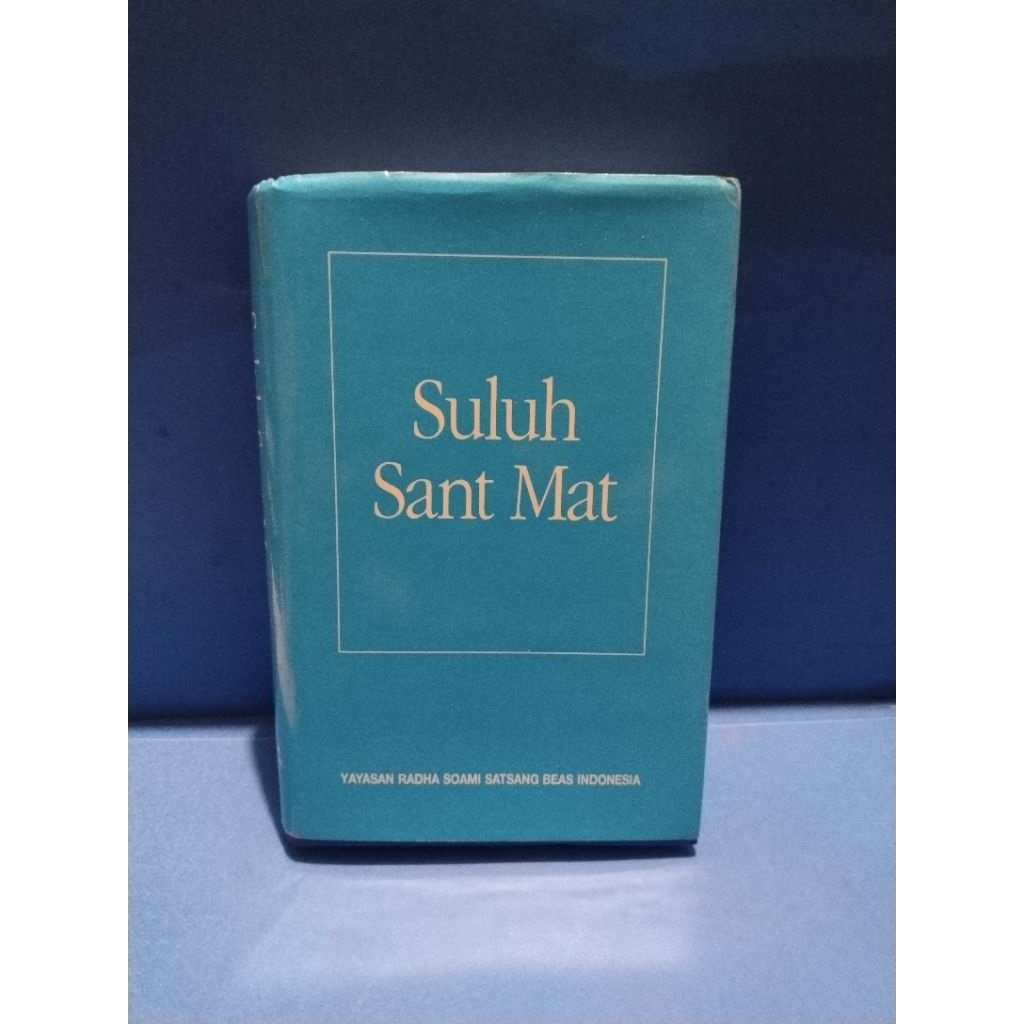 Suluh
Sant Mat
YAYASAN RADHA SOAMI SATSANG BEAS INDONESIA